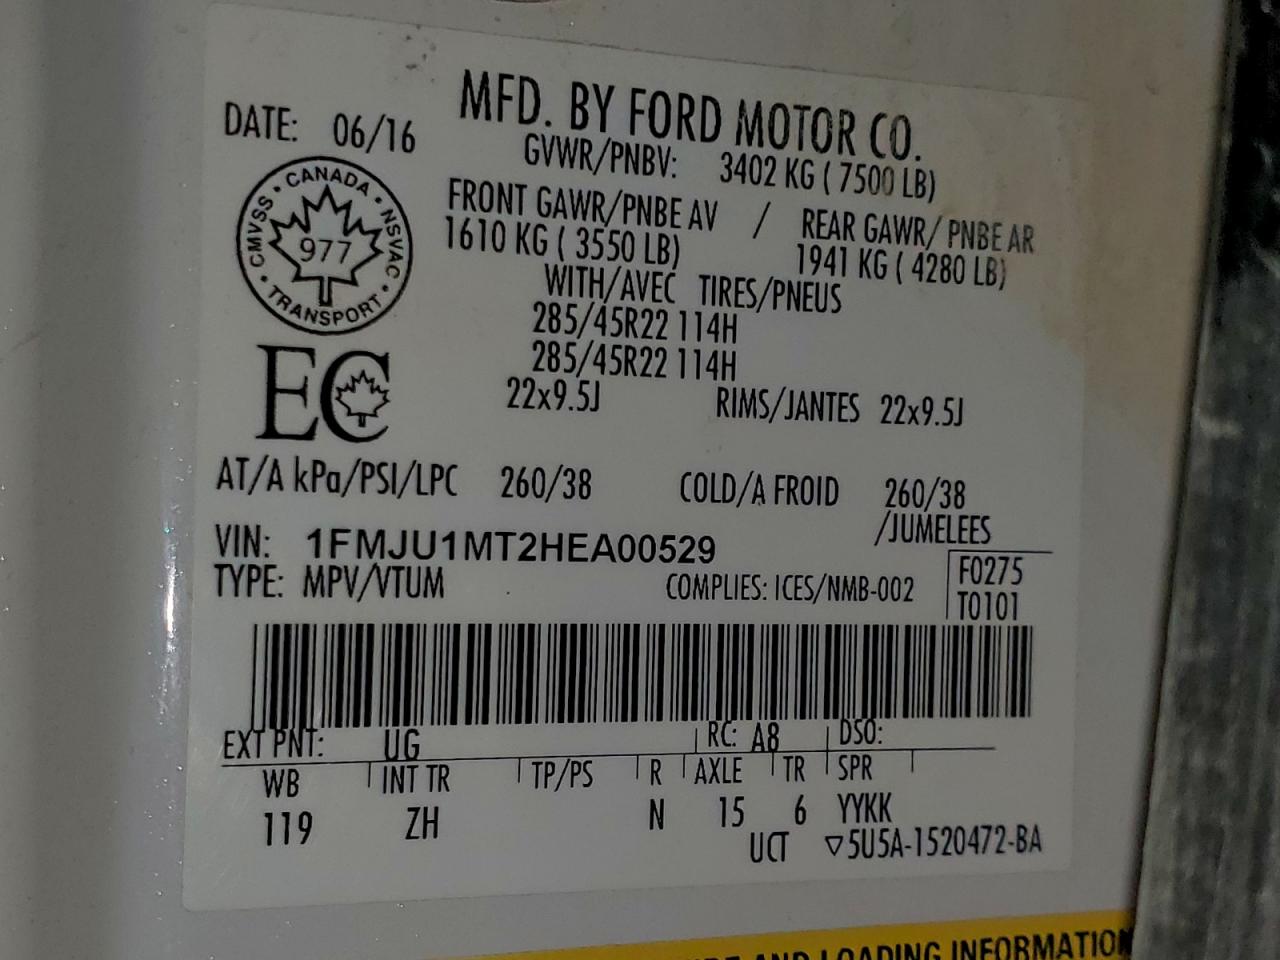 MFD. BY FORD MOTOR CO.
DATE: 06/16
GVWR/PNBV: 3402 KG ( 7500 LB)
FRONT GAWR/PNBE AV / REAR GAWR/ PNBE AR
1610 KG ( 3550 LB) 1941 KG ( 4280 LB)
WITH/AVEC TIRES/PNEUS
285/45R22 114H
285/45R22 114H
22x9.5J RIMS/JANTES 22x9.5J
CANADA · NSVAC · TRANSPORT · CMVSS ·
977
EC
AT/A kPa/PSI/LPC 260/38 COLD/A FROID 260/38
/JUMELEES
VIN: 1FMJU1MT2HEA00529
TYPE: MPV/VTUM COMPLIES: ICES/NMB-002
F0275
T0101
EXT PNT: UG RC: A8 DSO:
WB INT TR TP/PS R AXLE TR SPR
119 ZH N 15 6 YYKK
UCT ▽5U5A-1520472-BA
AND LOADING INFORMATION